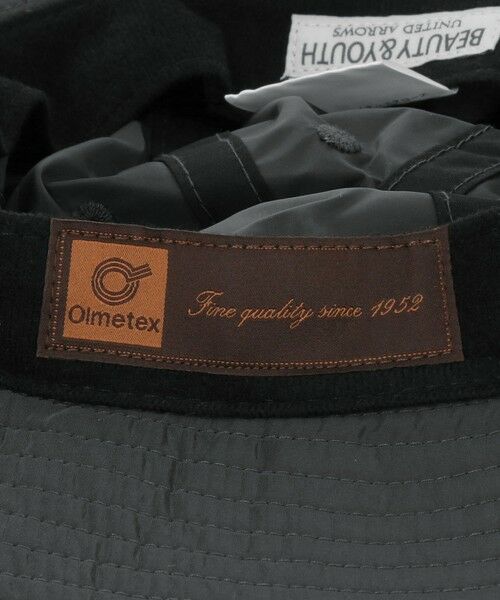 BEAUTY&YOUTH
UNITED ARROWS
Olmetex
Fine quality since 1952